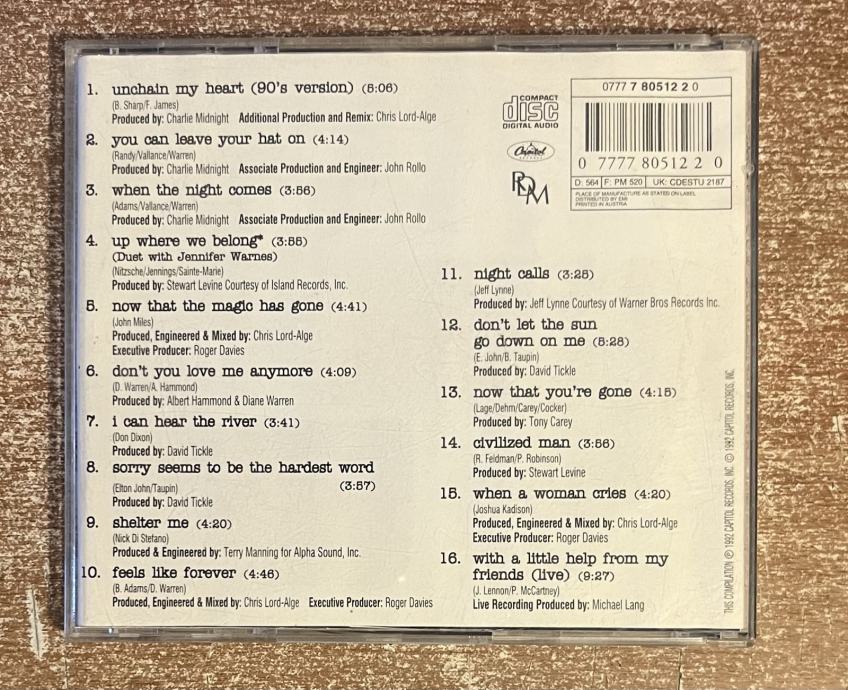 1. unchain my heart (90's version) (5:06)
(B. Sharp/F. James)
Produced by: Charlie Midnight Additional Production and Remix: Chris Lord-Alge
2. you can leave your hat on (4:14)
(Randy/Vallance/Warren)
Produced by: Charlie Midnight Associate Production and Engineer: John Rollo
3. when the night comes (3:56)
(Adams/Vallance/Warren)
Produced by: Charlie Midnight Associate Production and Engineer: John Rollo
4. up where we belong* (3:55)
(Duet with Jennifer Warnes)
(Nitzsche/Jennings/Sainte-Marie)
Produced by: Stewart Levine Courtesy of Island Records, Inc.
5. now that the magic has gone (4:41)
(John Miles)
Produced, Engineered & Mixed by: Chris Lord-Alge
Executive Producer: Roger Davies
6. don't you love me anymore (4:09)
(D. Warren/A. Hammond)
Produced by: Albert Hammond & Diane Warren
7. i can hear the river (3:41)
(Don Dixon)
Produced by: David Tickle
8. sorry seems to be the hardest word
(Elton John/Taupin) (3:57)
Produced by: David Tickle
9. shelter me (4:20)
(Nick Di Stefano)
Produced & Engineered by: Terry Manning for Alpha Sound, Inc.
10. feels like forever (4:46)
(B. Adams/D. Warren)
Produced, Engineered & Mixed by: Chris Lord-Alge Executive Producer: Roger Davies
COMPACT
disc
DIGITAL AUDIO
Capitol
RECORDS
PDM
0777 7 80512 2 0
0 7777 80512 2 0
D: 564 F: PM 520 UK: CDESTU 2187
PLACE OF MANUFACTURE AS STATED ON LABEL
DISTRIBUTED BY EMI
PRINTED IN AUSTRIA
11. night calls (3:25)
(Jeff Lynne)
Produced by: Jeff Lynne Courtesy of Warner Bros Records Inc.
12. don't let the sun
go down on me (5:28)
(E. John/B. Taupin)
Produced by: David Tickle
13. now that you're gone (4:15)
(Lage/Dehm/Carey/Cocker)
Produced by: Tony Carey
14. civilized man (3:56)
(R. Feldman/P. Robinson)
Produced by: Stewart Levine
15. when a woman cries (4:20)
(Joshua Kadison)
Produced, Engineered & Mixed by: Chris Lord-Alge
Executive Producer: Roger Davies
16. with a little help from my
friends (live) (9:27)
(J. Lennon/P. McCartney)
Live Recording Produced by: Michael Lang
THIS COMPILATION ℗ 1992 CAPITOL RECORDS, INC. © 1992 CAPITOL RECORDS, INC.